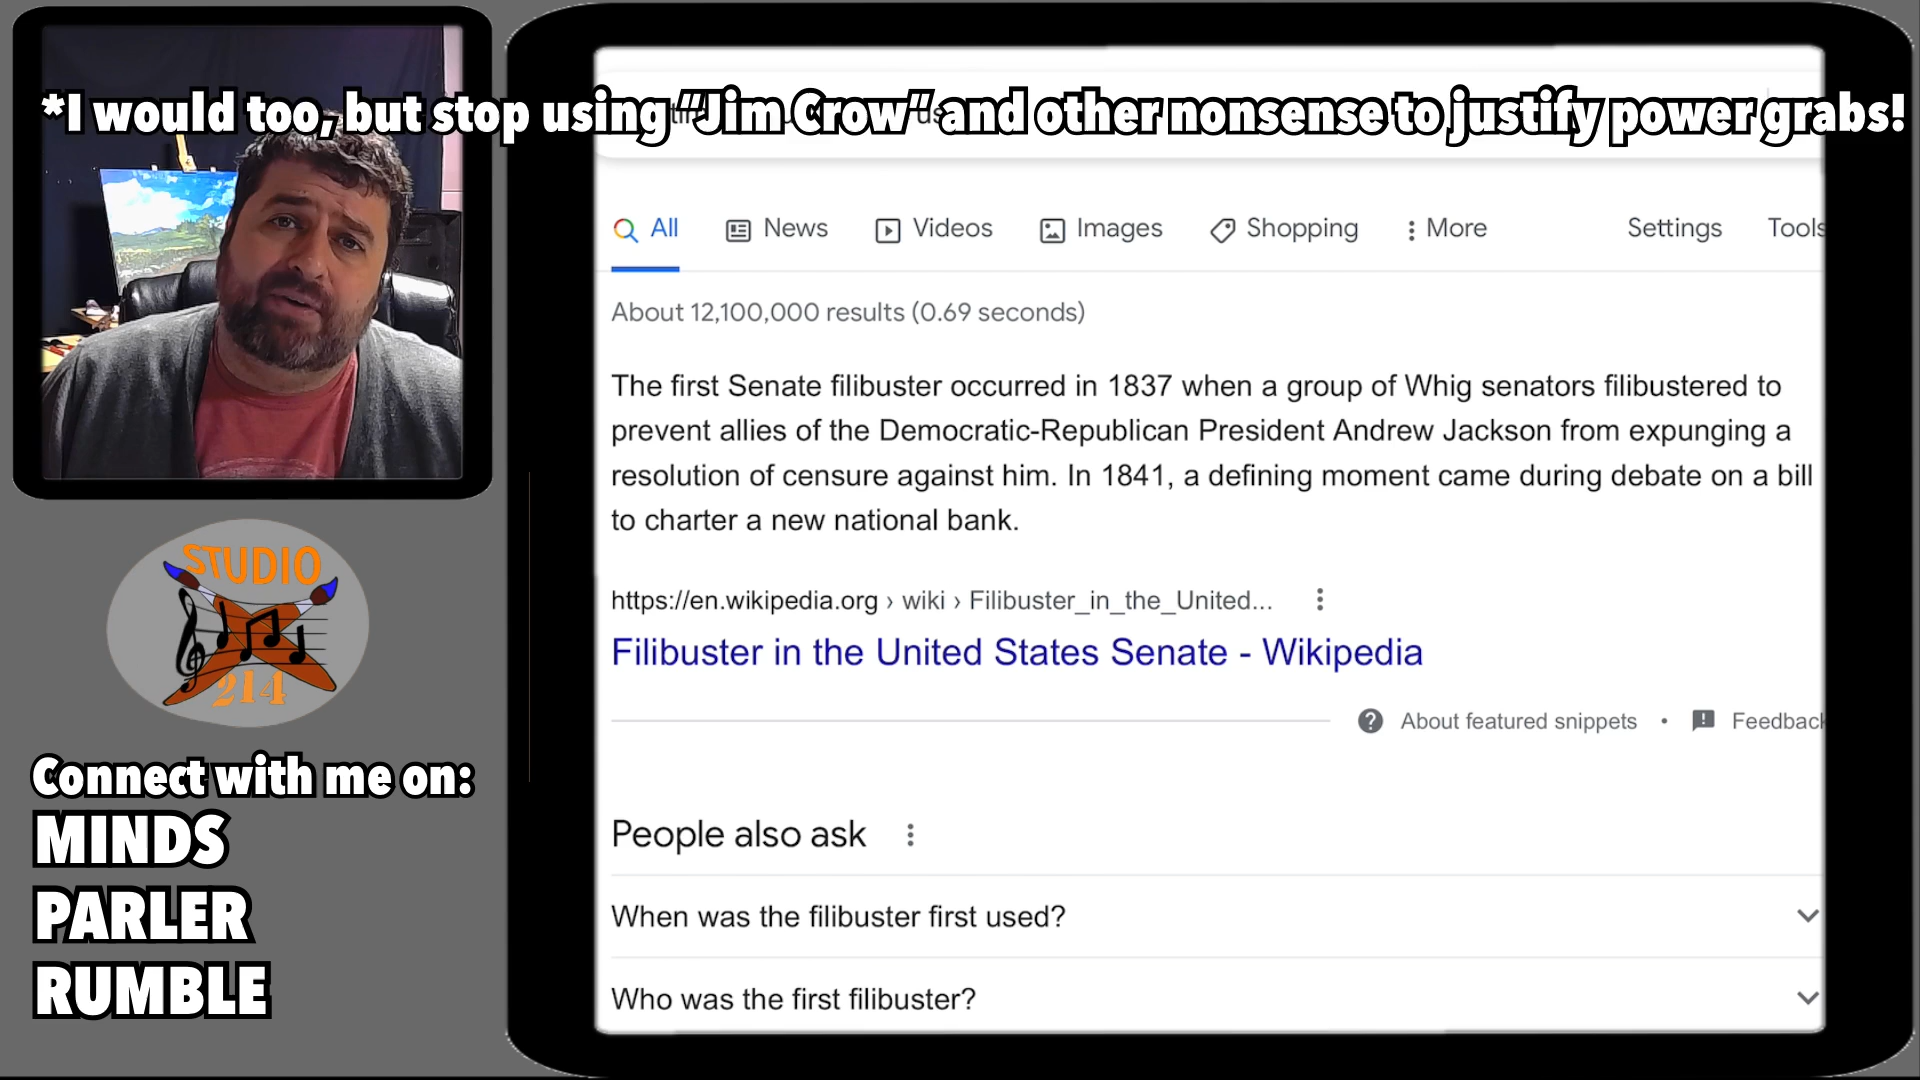 *I would too, but stop using "Jim Crow" and other nonsense to justify power grabs!
All News Videos Images Shopping More Settings Tools
About 12,100,000 results (0.69 seconds)
The first Senate filibuster occurred in 1837 when a group of Whig senators filibustered to
prevent allies of the Democratic-Republican President Andrew Jackson from expunging a
resolution of censure against him. In 1841, a defining moment came during debate on a bill
to charter a new national bank.
https://en.wikipedia.org › wiki › Filibuster_in_the_United...
Filibuster in the United States Senate - Wikipedia
About featured snippets • Feedback
People also ask
When was the filibuster first used?
Who was the first filibuster?
STUDIO
214
Connect with me on:
MINDS
PARLER
RUMBLE